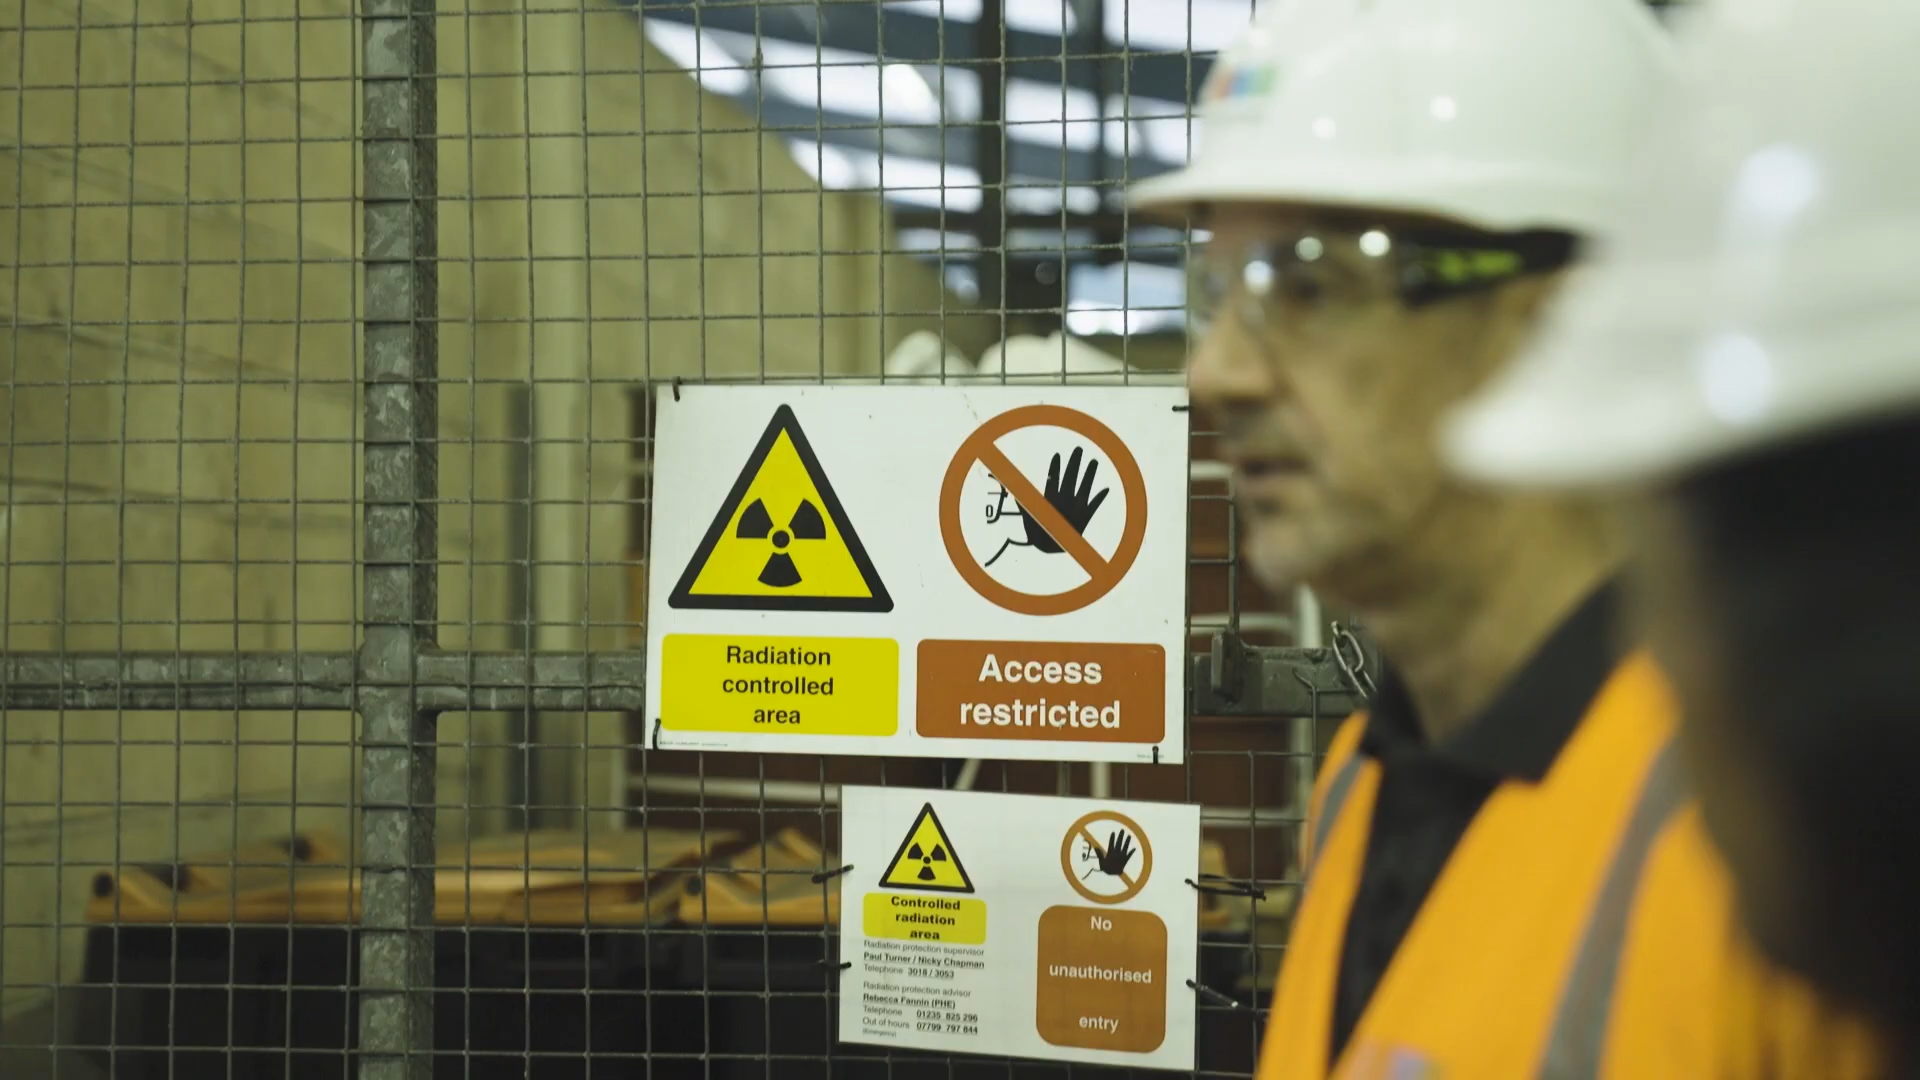 Radiation
controlled
area
Access
restricted
Controlled
radiation
area
Radiation protection supervisor
Paul Turner / Nicky Chapman
Telephone 3018 / 3053
Radiation protection advisor
Rebecca Fannin (PHE)
Telephone 01235 825 296
Out of hours 07799 797 844
(Emergency)
No
unauthorised
entry